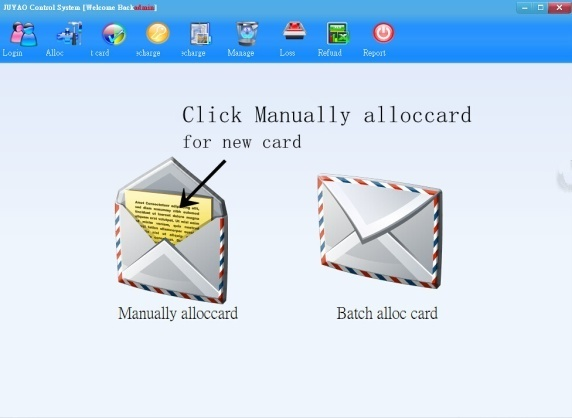 JUYAO Control System [Welcome Back admin]
Login Alloc t card echarge echarge Manage Loss Refund Report
Click Manually alloccard
for new card
Manually alloccard Batch alloc card